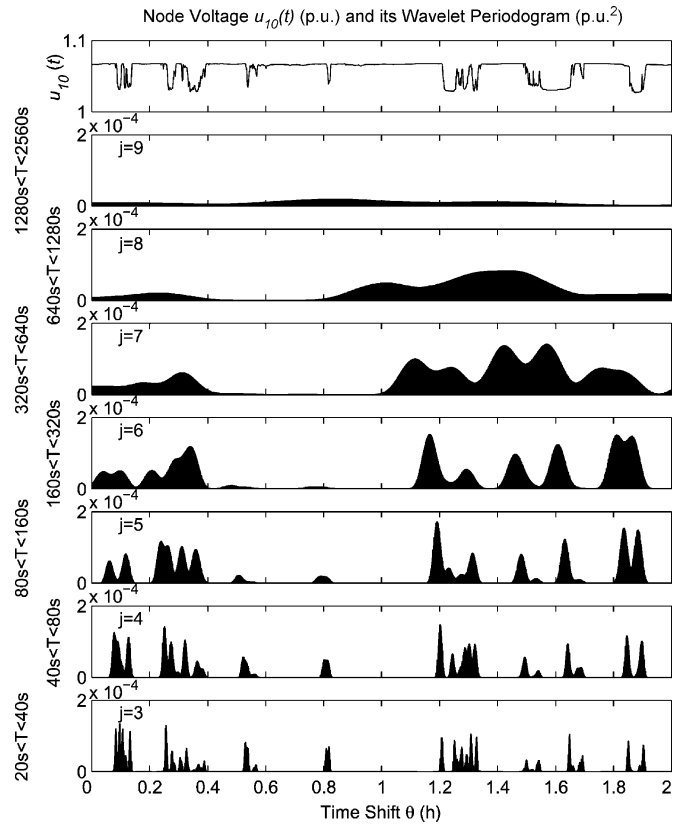 Node Voltage u10(t) (p.u.) and its Wavelet Periodogram (p.u.²)
1.1
u10(t)
1
x 10⁻⁴
2
j=9
1280s<T<2560s
0
x 10⁻⁴
2
j=8
640s<T<1280s
0
x 10⁻⁴
2
j=7
320s<T<640s
0
x 10⁻⁴
2
j=6
160s<T<320s
0
x 10⁻⁴
2
j=5
80s<T<160s
0
x 10⁻⁴
2
j=4
40s<T<80s
0
x 10⁻⁴
2
j=3
20s<T<40s
0
0 0.2 0.4 0.6 0.8 1 1.2 1.4 1.6 1.8 2
Time Shift θ (h)